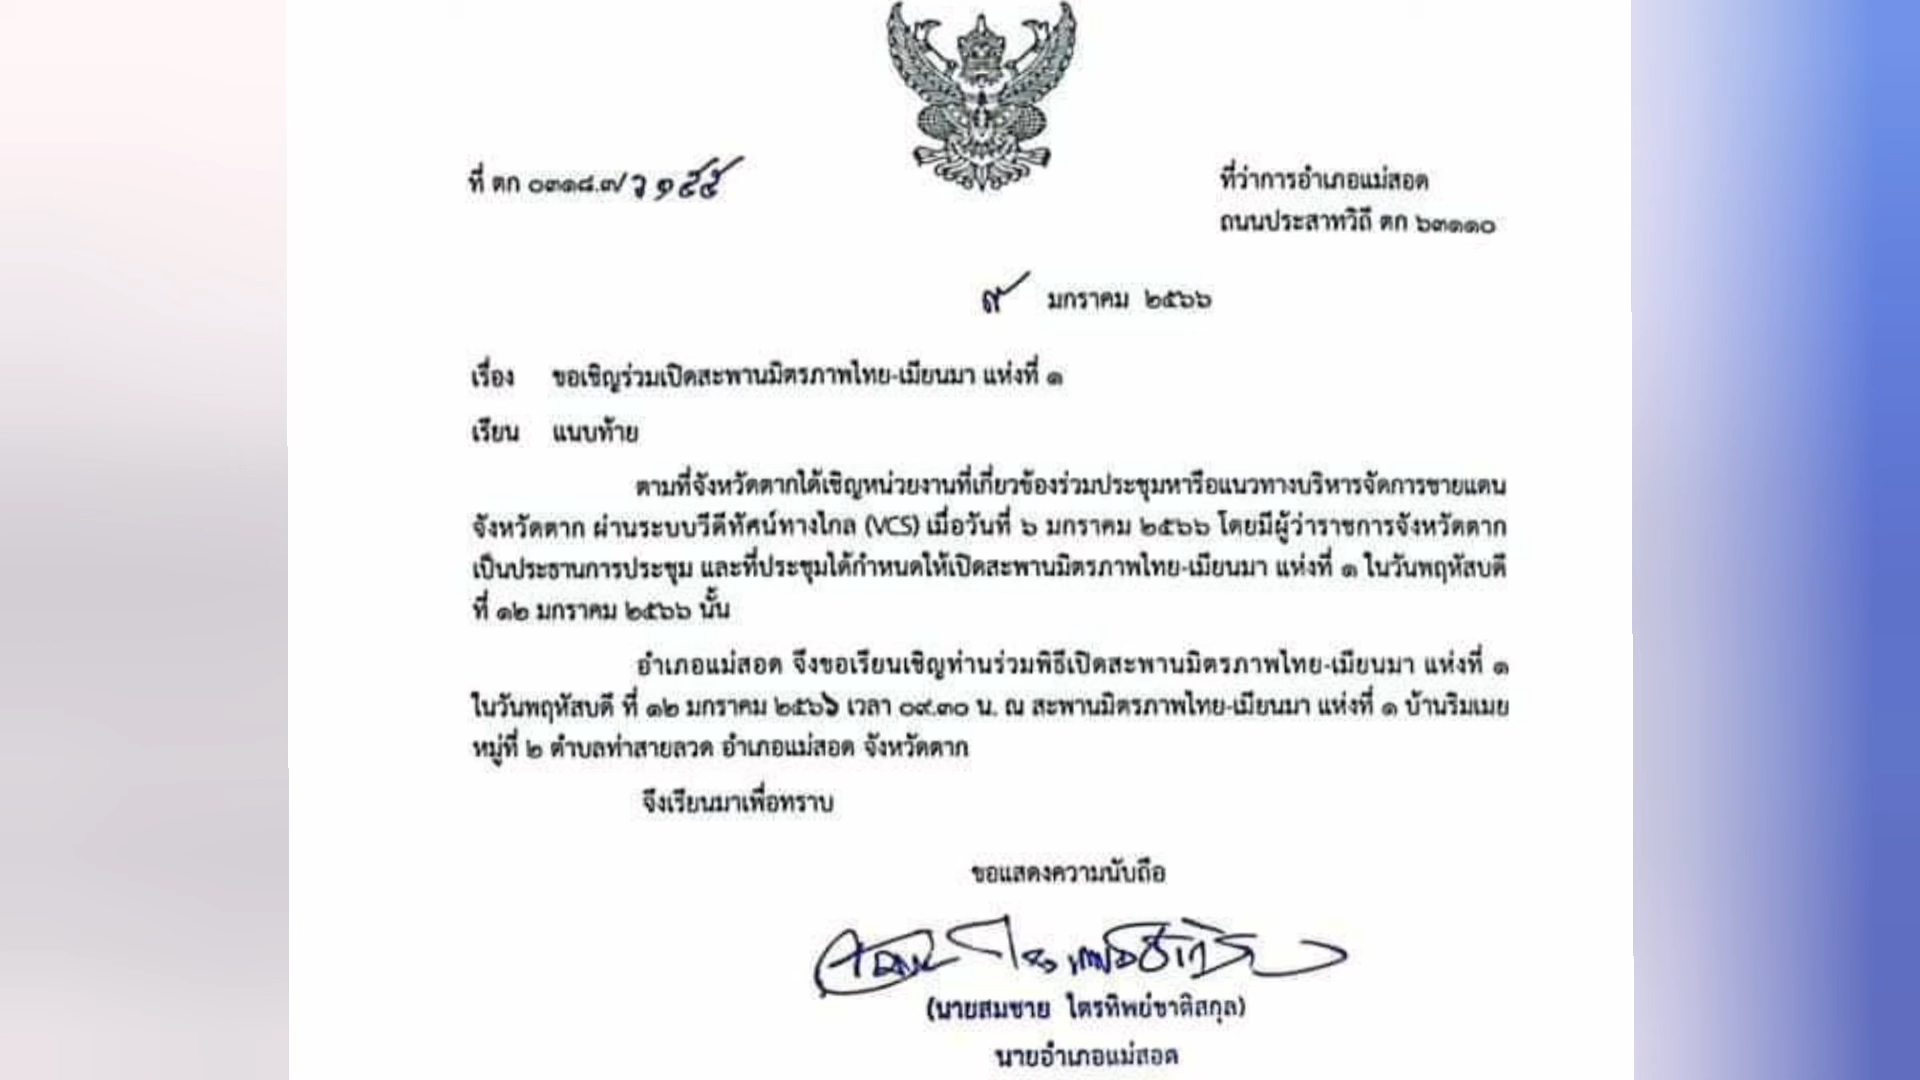 ที่ ตก ๐๓๑๘.๗/ว ๑๕๕
ที่ว่าการอำเภอแม่สอด
ถนนประสาทวิถี ตก ๖๓๑๑๐
๙ มกราคม ๒๕๖๖
เรื่อง ขอเชิญร่วมเปิดสะพานมิตรภาพไทย-เมียนมา แห่งที่ ๑
เรียน แนบท้าย
ตามที่จังหวัดตากได้เชิญหน่วยงานที่เกี่ยวข้องร่วมประชุมหารือแนวทางบริหารจัดการชายแดน
จังหวัดตาก ผ่านระบบวีดีทัศน์ทางไกล (VCS) เมื่อวันที่ ๖ มกราคม ๒๕๖๖ โดยมีผู้ว่าราชการจังหวัดตาก
เป็นประธานการประชุม และที่ประชุมได้กำหนดให้เปิดสะพานมิตรภาพไทย-เมียนมา แห่งที่ ๑ ในวันพฤหัสบดี
ที่ ๑๒ มกราคม ๒๕๖๖ นั้น
อำเภอแม่สอด จึงขอเรียนเชิญท่านร่วมพิธีเปิดสะพานมิตรภาพไทย-เมียนมา แห่งที่ ๑
ในวันพฤหัสบดี ที่ ๑๒ มกราคม ๒๕๖๖ เวลา ๐๙.๓๐ น. ณ สะพานมิตรภาพไทย-เมียนมา แห่งที่ ๑ บ้านริมเมย
หมู่ที่ ๒ ตำบลท่าสายลวด อำเภอแม่สอด จังหวัดตาก
จึงเรียนมาเพื่อทราบ
ขอแสดงความนับถือ
(นายสมชาย ไตรทิพย์ชาติสกุล)
นายอำเภอแม่สอด